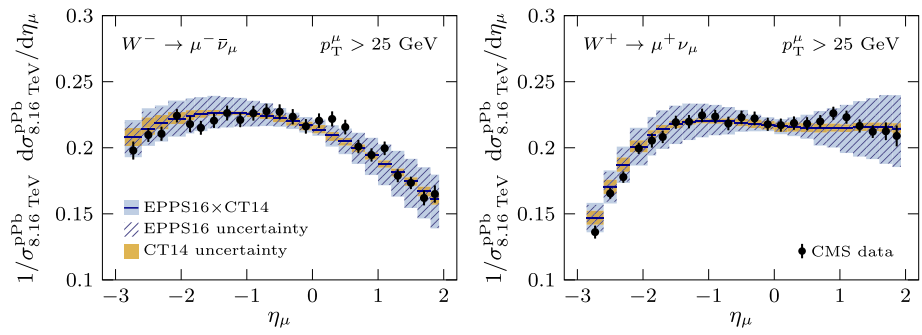 1/σ^pPb_8.16 TeV dσ^pPb_8.16 TeV/dη_μ
0.3
0.25
0.2
0.15
0.1
W⁻ → μ⁻ν̄_μ
p_T^μ > 25 GeV
EPPS16×CT14
EPPS16 uncertainty
CT14 uncertainty
−3 −2 −1 0 1 2
η_μ
1/σ^pPb_8.16 TeV dσ^pPb_8.16 TeV/dη_μ
0.3
0.25
0.2
0.15
0.1
W⁺ → μ⁺ν_μ
p_T^μ > 25 GeV
CMS data
−3 −2 −1 0 1 2
η_μ